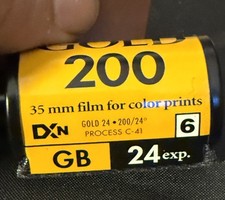 GOLD
200
35 mm film for color prints
DXN
GOLD 24 • 200/24°
PROCESS C-41
6
GB
24 exp.